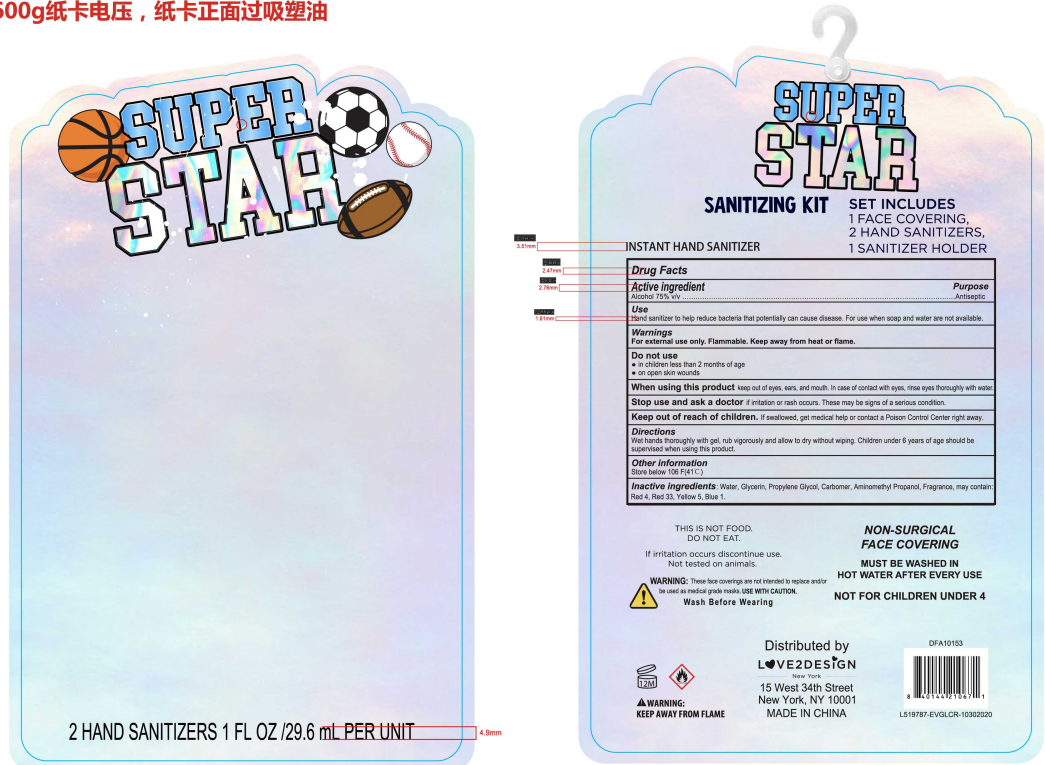 600g纸卡电压，纸卡正面过吸塑油
SUPER
STAR
2 HAND SANITIZERS 1 FL OZ /29.6 mL PER UNIT
4.9mm
SUPER
STAR
SANITIZING KIT
SET INCLUDES
1 FACE COVERING,
2 HAND SANITIZERS,
1 SANITIZER HOLDER
3.51mm
INSTANT HAND SANITIZER
2.47mm
Drug Facts
2.76mm
Active ingredient Purpose
Alcohol 75% v/v ........................................................................................................Antiseptic
Use
1.61mm
Hand sanitizer to help reduce bacteria that potentially can cause disease. For use when soap and water are not available.
Warnings
For external use only. Flammable. Keep away from heat or flame.
Do not use
● in children less than 2 months of age
● on open skin wounds
When using this product keep out of eyes, ears, and mouth. In case of contact with eyes, rinse eyes thoroughly with water.
Stop use and ask a doctor if irritation or rash occurs. These may be signs of a serious condition.
Keep out of reach of children. If swallowed, get medical help or contact a Poison Control Center right away.
Directions
Wet hands thoroughly with gel, rub vigorously and allow to dry without wiping. Children under 6 years of age should be
supervised when using this product.
Other information
Store below 106 F(41C)
Inactive ingredients: Water, Glycerin, Propylene Glycol, Carbomer, Aminomethyl Propanol, Fragrance, may contain:
Red 4, Red 33, Yellow 5, Blue 1.
THIS IS NOT FOOD.
DO NOT EAT.
If irritation occurs discontinue use.
Not tested on animals.
WARNING: These face coverings are not intended to replace and/or
be used as medical grade masks. USE WITH CAUTION.
Wash Before Wearing
NON-SURGICAL
FACE COVERING
MUST BE WASHED IN
HOT WATER AFTER EVERY USE
NOT FOR CHILDREN UNDER 4
12M
WARNING:
KEEP AWAY FROM FLAME
Distributed by
LOVE2DESIGN
New York
15 West 34th Street
New York, NY 10001
MADE IN CHINA
DFA10153
8 40144 21067 1
L519787-EVGLCR-10302020